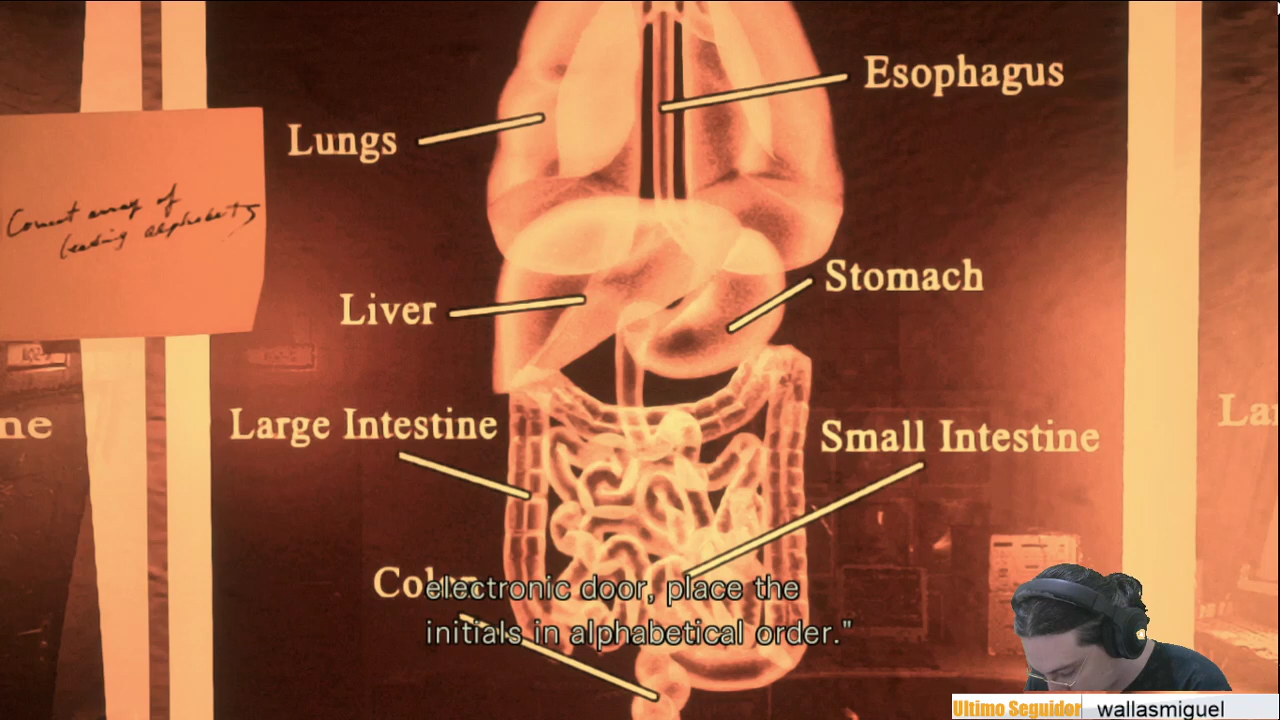 Esophagus
Lungs
Correct array of
leading alphabets
Stomach
Liver
ne
Large Intestine
Small Intestine
La
Colon
electronic door, place the
initials in alphabetical order."
Ultimo Seguidor wallasmiguel